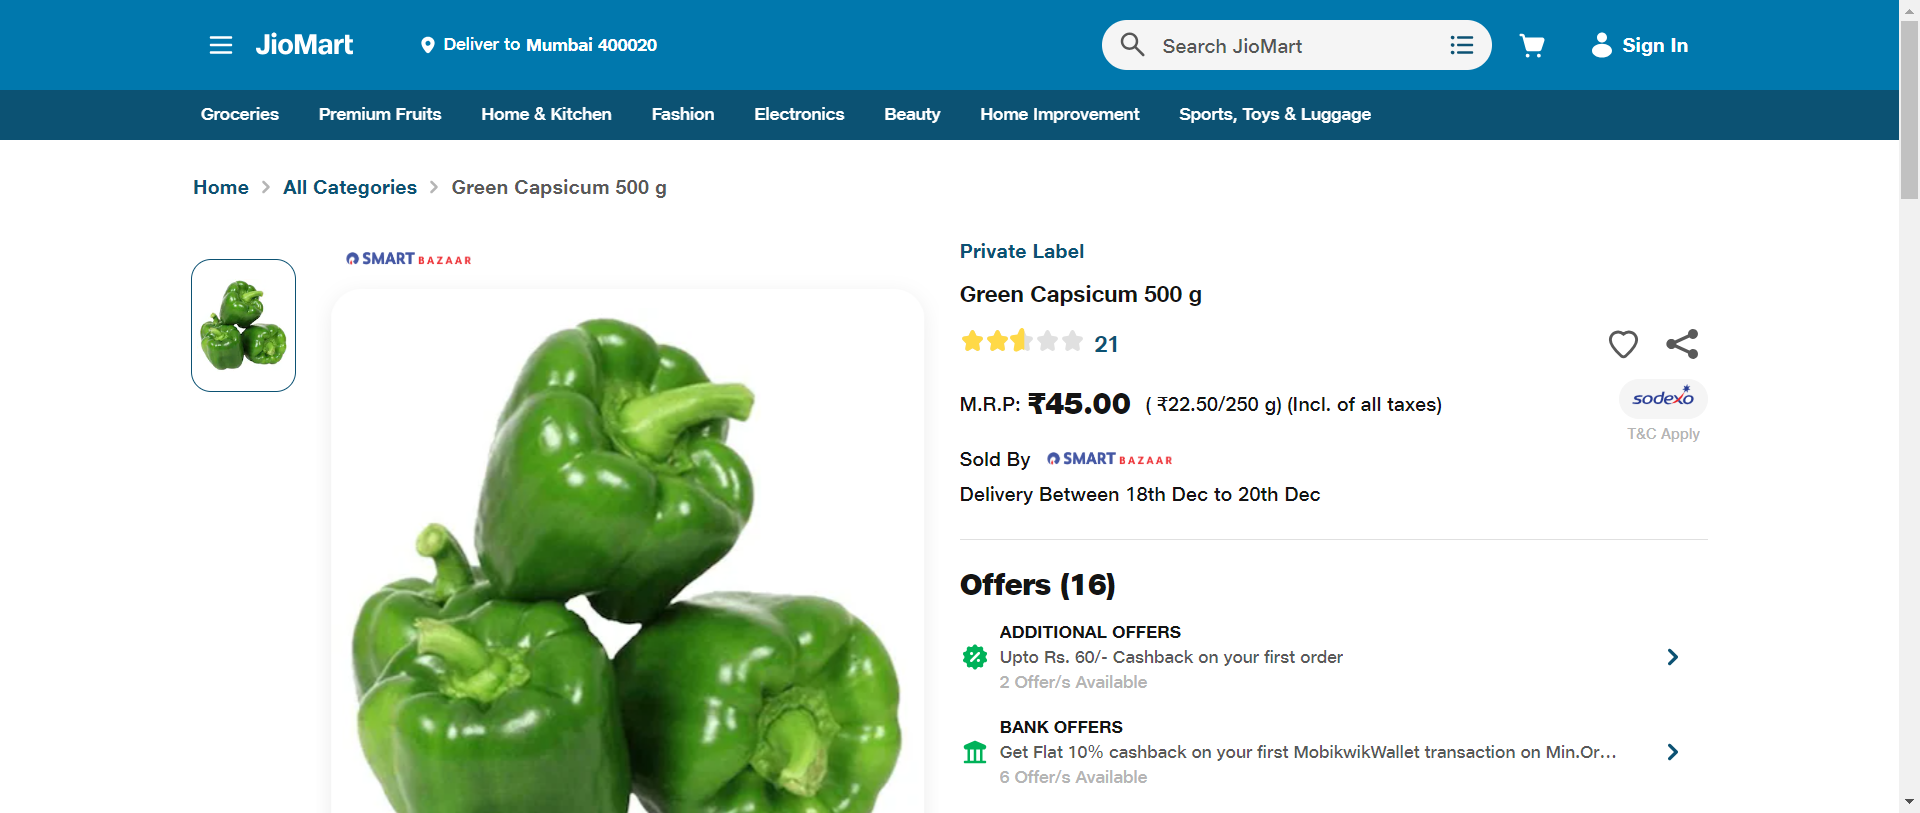 JioMart
Deliver to Mumbai 400020
Search JioMart
Sign In
Groceries
Premium Fruits
Home & Kitchen
Fashion
Electronics
Beauty
Home Improvement
Sports, Toys & Luggage
Home
All Categories
Green Capsicum 500 g
SMART BAZAAR
Private Label
Green Capsicum 500 g
21
M.R.P: ₹45.00 ( ₹22.50/250 g) (Incl. of all taxes)
sodexo
T&C Apply
Sold By SMART BAZAAR
Delivery Between 18th Dec to 20th Dec
Offers (16)
ADDITIONAL OFFERS
Upto Rs. 60/- Cashback on your first order
2 Offer/s Available
BANK OFFERS
Get Flat 10% cashback on your first MobikwikWallet transaction on Min.Or...
6 Offer/s Available